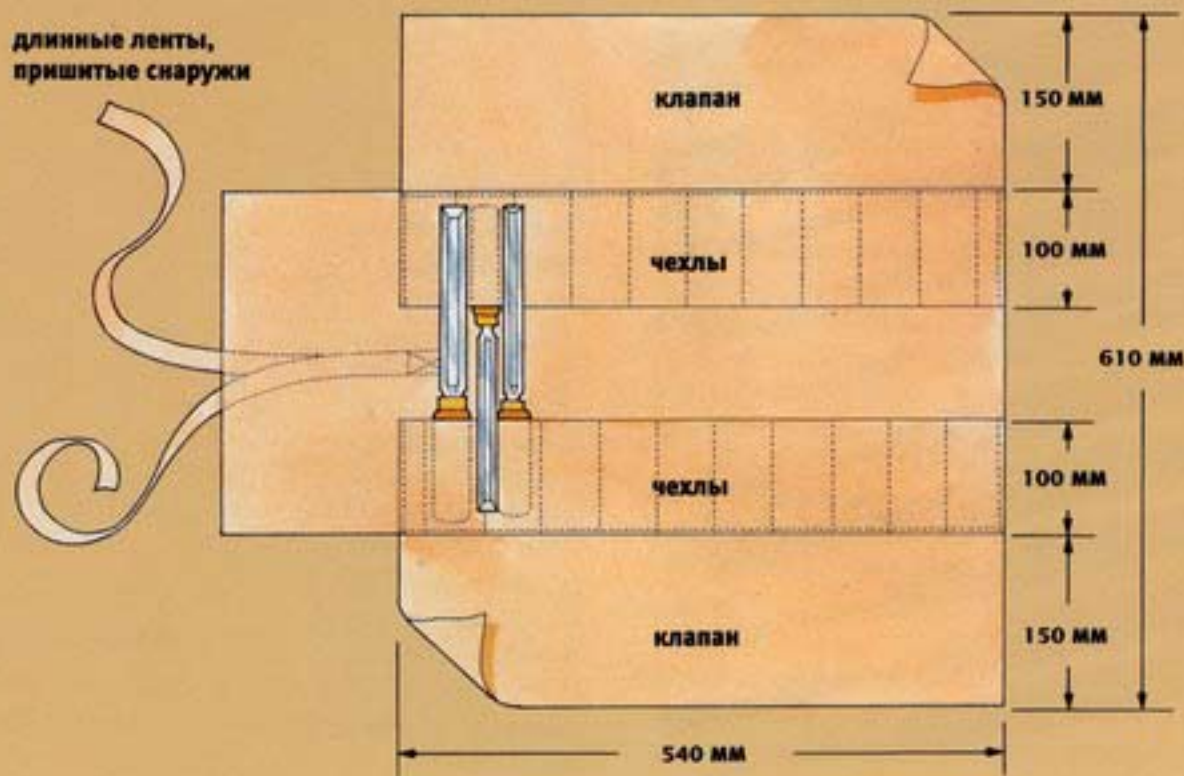 длинные ленты,
пришитые снаружи
клапан
150 мм
чехлы
100 мм
610 мм
чехлы
100 мм
клапан
150 мм
540 мм